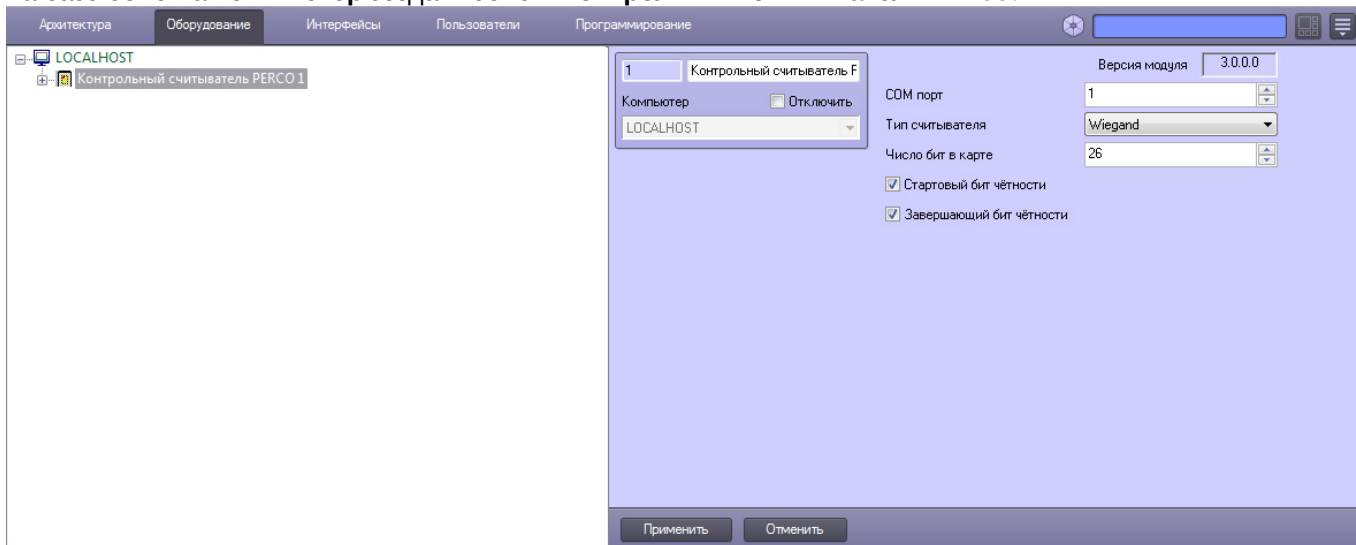 Архитектура Оборудование Интерфейсы Пользователи Программирование
LOCALHOST
Контрольный считыватель PERCO 1
1 Контрольный считыватель P
Компьютер Отключить
LOCALHOST
Версия модуля 3.0.0.0
COM порт 1
Тип считывателя Wiegand
Число бит в карте 26
Стартовый бит чётности
Завершающий бит чётности
Применить Отменить